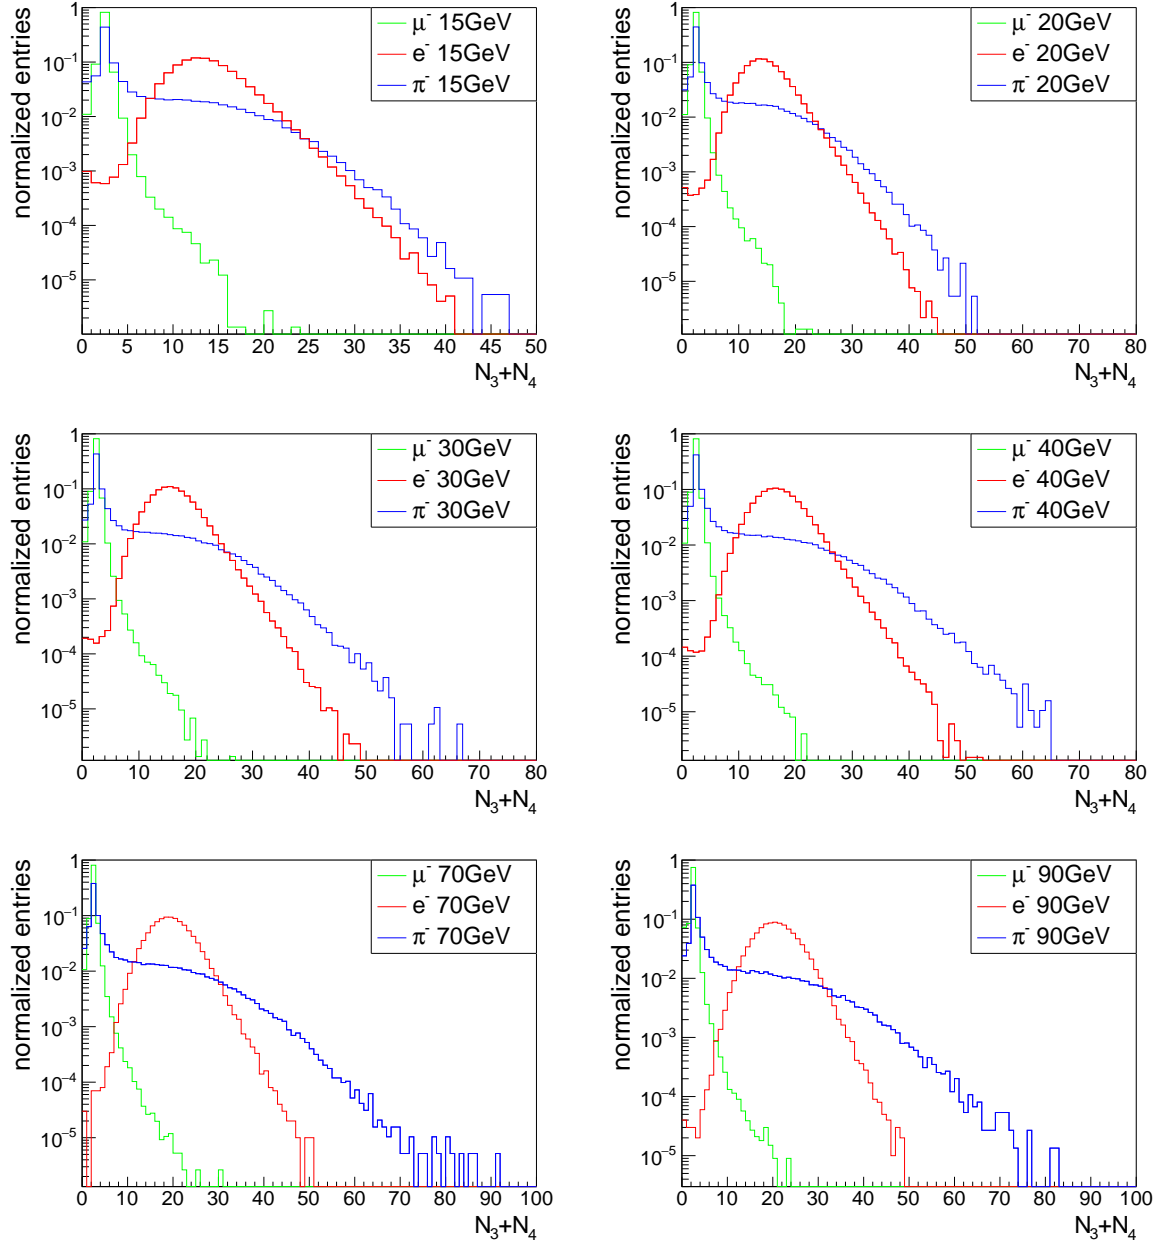 normalized entries
1
10⁻¹
10⁻²
10⁻³
10⁻⁴
10⁻⁵
μ⁻ 15GeV
e⁻ 15GeV
π⁻ 15GeV
0 5 10 15 20 25 30 35 40 45 50
N₃+N₄
normalized entries
1
10⁻¹
10⁻²
10⁻³
10⁻⁴
10⁻⁵
μ⁻ 20GeV
e⁻ 20GeV
π⁻ 20GeV
0 10 20 30 40 50 60 70 80
N₃+N₄
normalized entries
1
10⁻¹
10⁻²
10⁻³
10⁻⁴
10⁻⁵
μ⁻ 30GeV
e⁻ 30GeV
π⁻ 30GeV
0 10 20 30 40 50 60 70 80
N₃+N₄
normalized entries
1
10⁻¹
10⁻²
10⁻³
10⁻⁴
10⁻⁵
μ⁻ 40GeV
e⁻ 40GeV
π⁻ 40GeV
0 10 20 30 40 50 60 70 80
N₃+N₄
normalized entries
1
10⁻¹
10⁻²
10⁻³
10⁻⁴
10⁻⁵
μ⁻ 70GeV
e⁻ 70GeV
π⁻ 70GeV
0 10 20 30 40 50 60 70 80 90 100
N₃+N₄
normalized entries
1
10⁻¹
10⁻²
10⁻³
10⁻⁴
10⁻⁵
μ⁻ 90GeV
e⁻ 90GeV
π⁻ 90GeV
0 10 20 30 40 50 60 70 80 90 100
N₃+N₄